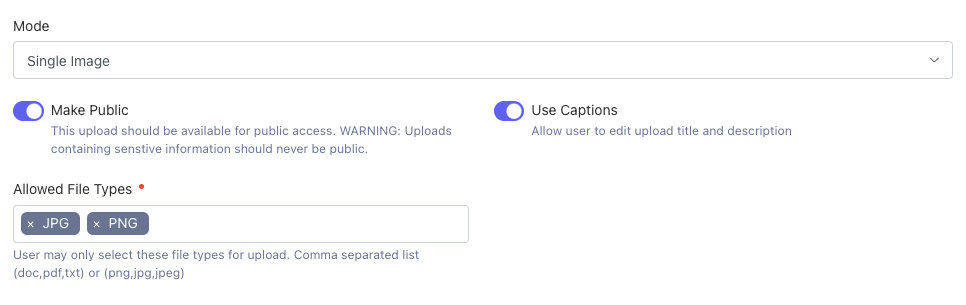 Mode
Single Image
Make Public
This upload should be available for public access. WARNING: Uploads
containing senstive information should never be public.
Use Captions
Allow user to edit upload title and description
Allowed File Types
× JPG × PNG
User may only select these file types for upload. Comma separated list
(doc,pdf,txt) or (png,jpg,jpeg)